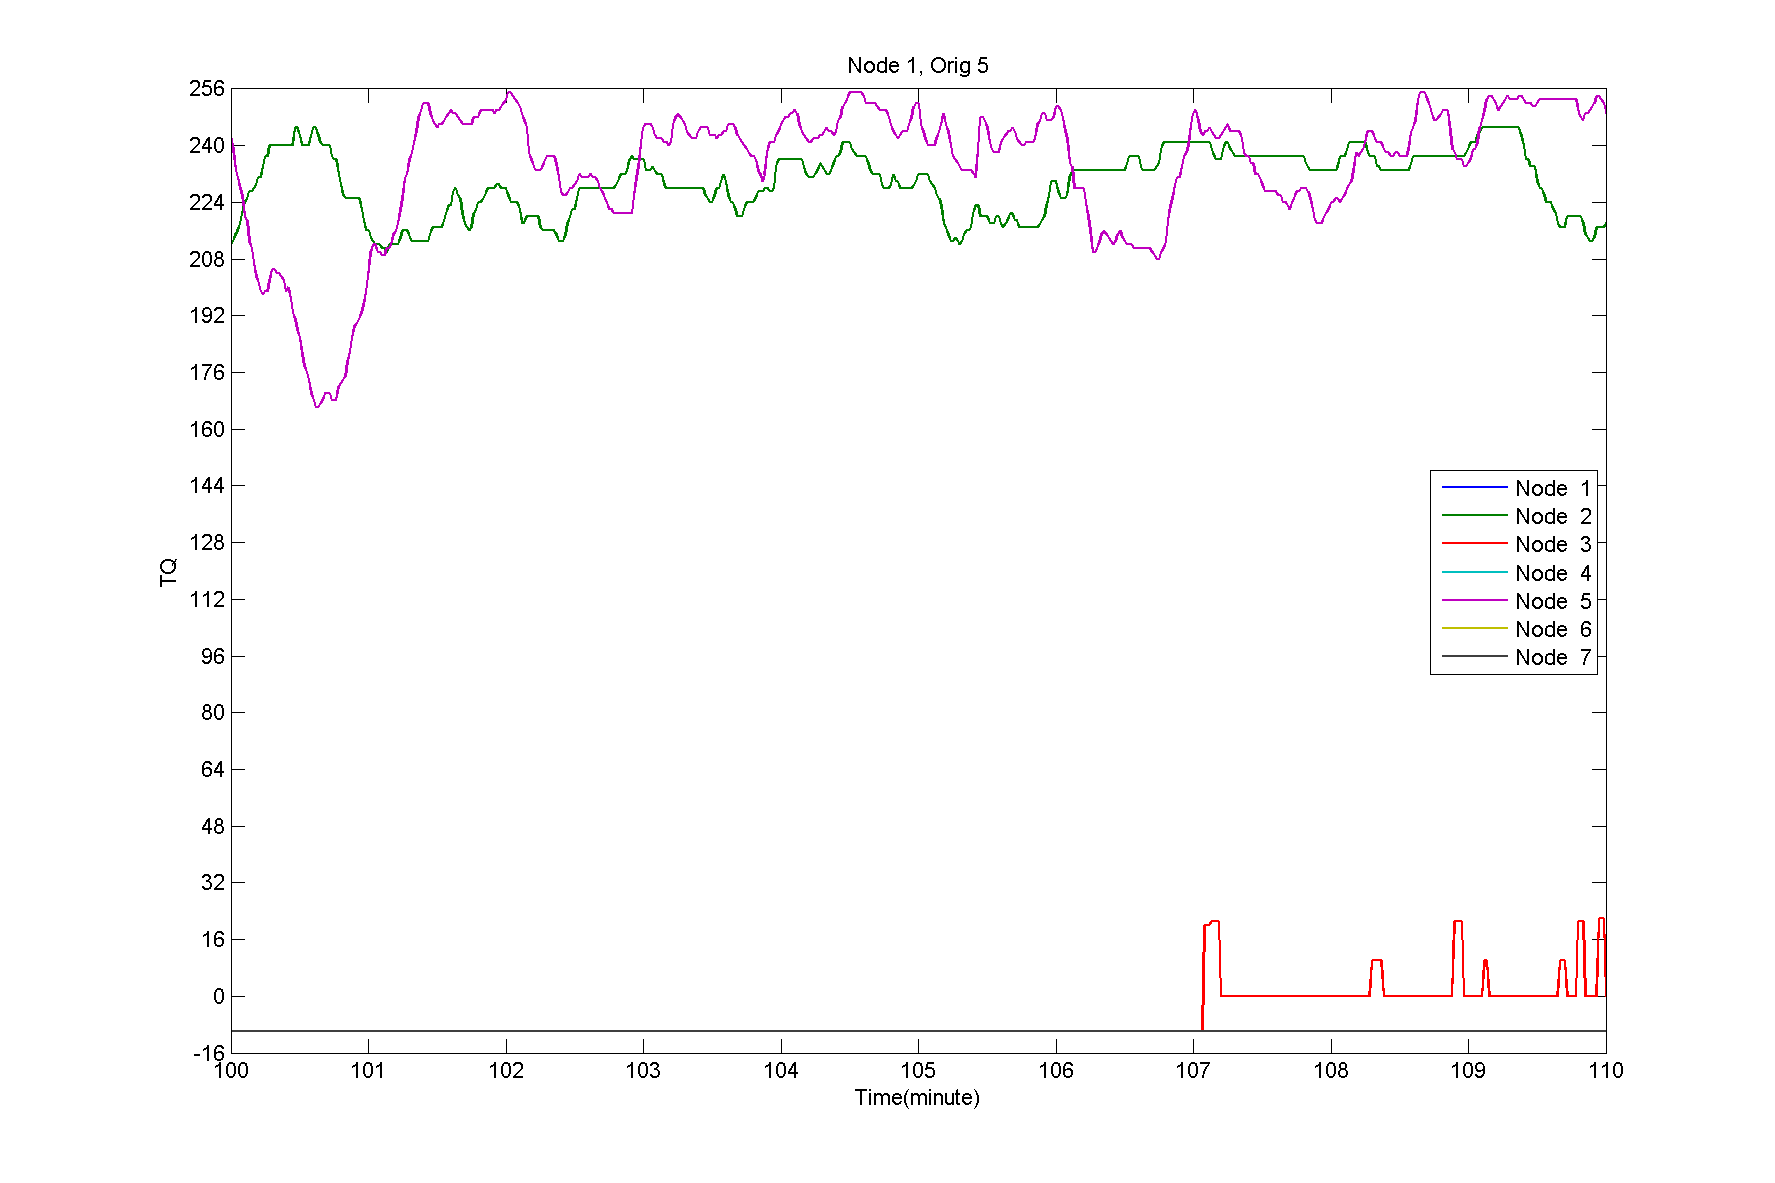 Node 1, Orig 5
256
240
224
208
192
176
160
144
128
112
96
80
64
48
32
16
0
-16
TQ
Node 1
Node 2
Node 3
Node 4
Node 5
Node 6
Node 7
100 101 102 103 104 105 106 107 108 109 110
Time(minute)